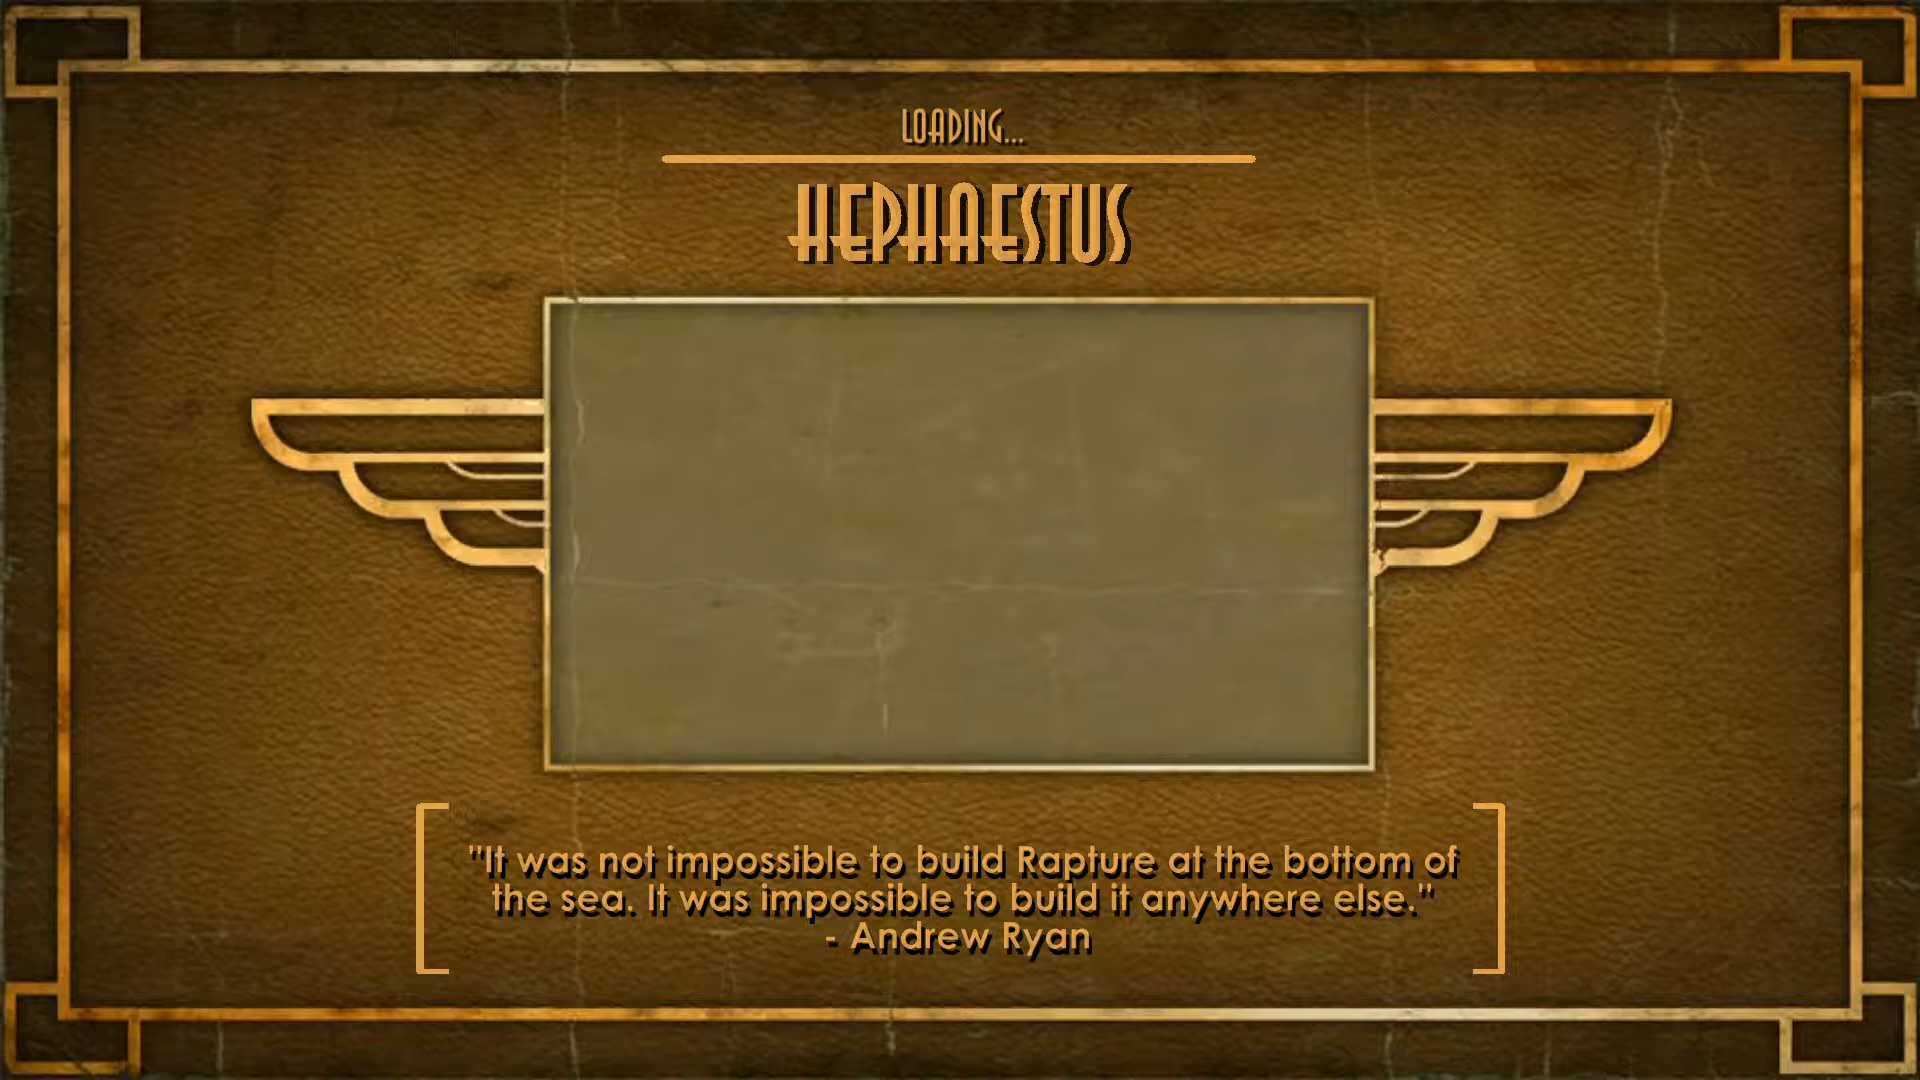 LOADING...
HEPHAESTUS
"It was not impossible to build Rapture at the bottom of
the sea. It was impossible to build it anywhere else."
- Andrew Ryan